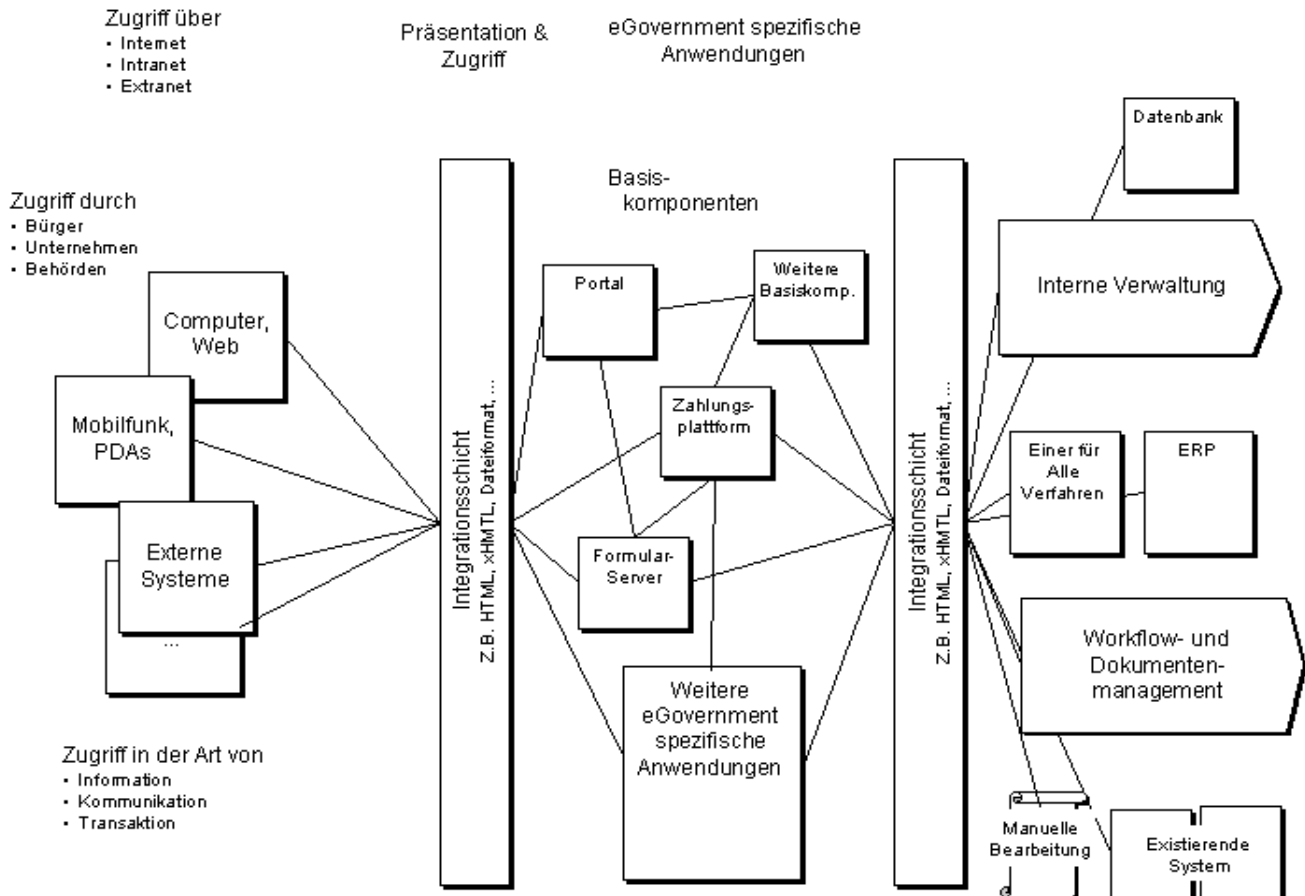 Zugriff über
• Internet
• Intranet
• Extranet
Präsentation &
Zugriff
eGovernment spezifische
Anwendungen
Zugriff durch
• Bürger
• Unternehmen
• Behörden
Computer,
Web
Mobilfunk,
PDAs
Externe
Systeme
...
Zugriff in der Art von
• Information
• Kommunikation
• Transaktion
Integrationsschicht
Z.B. HTML, xHMTL, Dateiformat, ...
Basis-
komponenten
Portal
Weitere
Basiskomp.
Zahlungs-
plattform
Formular-
Server
Weitere
eGovernment
spezifische
Anwendungen
Integrationsschicht
Z.B. HTML, xHMTL, Dateiformat, ...
Datenbank
Interne Verwaltung
Einer für
Alle
Verfahren
ERP
Workflow- und
Dokumenten-
management
Manuelle
Bearbeitung
Existierende
System